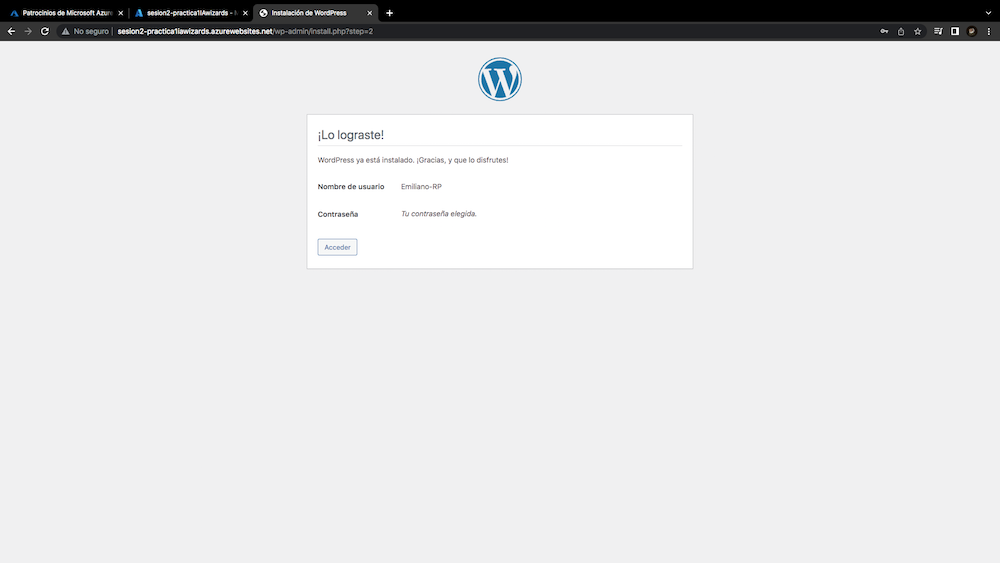 Patrocinios de Microsoft Azure
sesion2-practica1IAwizards -
Instalación de WordPress
No seguro
sesion2-practica1iawizards.azurewebsites.net/wp-admin/install.php?step=2
¡Lo lograste!
WordPress ya está instalado. ¡Gracias, y que lo disfrutes!
Nombre de usuario Emiliano-RP
Contraseña Tu contraseña elegida.
Acceder